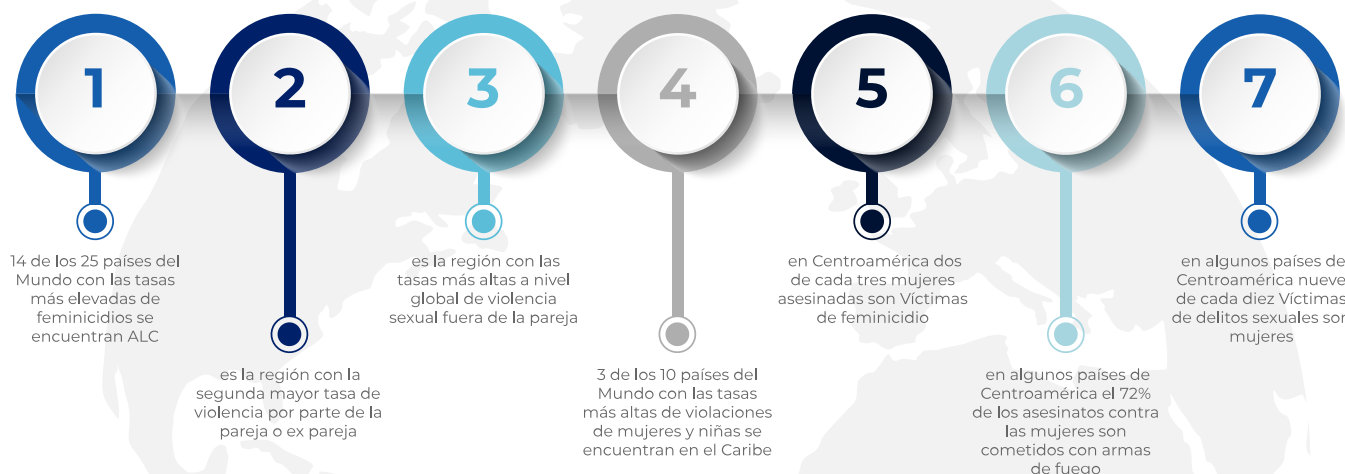 1
14 de los 25 países del
Mundo con las tasas
más elevadas de
feminicidios se
encuentran ALC
2
es la región con la
segunda mayor tasa de
violencia por parte de la
pareja o ex pareja
3
es la región con las
tasas más altas a nivel
global de violencia
sexual fuera de la pareja
4
3 de los 10 países del
Mundo con las tasas
más altas de violaciones
de mujeres y niñas se
encuentran en el Caribe
5
en Centroamérica dos
de cada tres mujeres
asesinadas son Víctimas
de feminicidio
6
en algunos países de
Centroamérica el 72%
de los asesinatos contra
las mujeres son
cometidos con armas
de fuego
7
en algunos países de
Centroamérica nueve
de cada diez Víctimas
de delitos sexuales son
mujeres